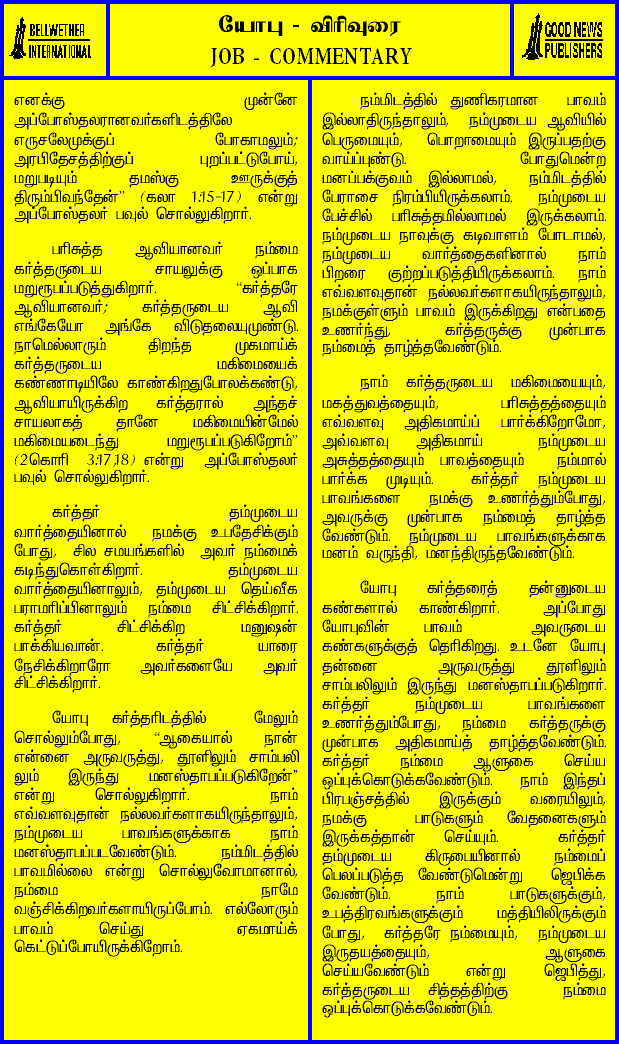 BELLWETHER
INTERNATIONAL
யோபு - விரிவுரை
JOB - COMMENTARY
GOOD NEWS
PUBLISHERS
எனக்கு முன்னே
அப்போஸ்தலரானவர்களிடத்திலே
எருசலேமுக்குப் போகாமலும்;
அரபிதேசத்திற்குப் புறப்பட்டுபோய்,
மறுபடியும் தமஸ்கு ஊருக்குத்
திரும்பிவந்தேன்" (கலா 1:15-17) என்று
அப்போஸ்தலர் பவுல் சொல்லுகிறார்.
பரிசுத்த ஆவியானவர் நம்மை
கர்த்தருடைய சாயலுக்கு ஒப்பாக
மறுரூபப்படுத்துகிறார். "கர்த்தரே
ஆவியானவர்; கர்த்தருடைய ஆவி
எங்கேயோ அங்கே விடுதலையுமுண்டு.
நாமெல்லாரும் திறந்த முகமாய்க்
கர்த்தருடைய மகிமையைக்
கண்ணாடியிலே காண்கிறதுபோலக்கண்டு,
ஆவியாயிருக்கிற கர்த்தரால் அந்தச்
சாயலாகத் தானே மகிமையின்மேல்
மகிமையடைந்து மறுரூபப்படுகிறோம்"
(2கொரி 3:17,18) என்று அப்போஸ்தலர்
பவுல் சொல்லுகிறார்.
கர்த்தர் தம்முடைய
வார்த்தையினால் நமக்கு உபதேசிக்கும்
போது, சில சமயங்களில் அவர் நம்மைக்
கடிந்துகொள்கிறார். தம்முடைய
வார்த்தையினாலும், தம்முடைய தெய்வீக
பராமரிப்பினாலும் நம்மை சிட்சிக்கிறார்.
கர்த்தர் சிட்சிக்கிற மனுஷன்
பாக்கியவான். கர்த்தர் யாரை
நேசிக்கிறாரோ அவர்களையே அவர்
சிட்சிக்கிறார்.
யோபு கர்த்தரிடத்தில் மேலும்
சொல்லும்போது, "ஆகையால் நான்
என்னை அருவருத்து, தூளிலும் சாம்பலி
லும் இருந்து மனஸ்தாபப்படுகிறேன்"
என்று சொல்லுகிறார். நாம்
எவ்வளவுதான் நல்லவர்களாகயிருந்தாலும்,
நம்முடைய பாவங்களுக்காக நாம்
மனஸ்தாபப்படவேண்டும். நம்மிடத்தில்
பாவமில்லை என்று சொல்லுவோமானால்,
நம்மை நாமே
வஞ்சிக்கிறவர்களாயிருப்போம். எல்லோரும்
பாவம் செய்து ஏகமாய்க்
கெட்டுப்போயிருக்கிறோம்.
நம்மிடத்தில் துணிகரமான பாவம்
இல்லாதிருந்தாலும், நம்முடைய ஆவியில்
பெருமையும், பொறாமையும் இருப்பதற்கு
வாய்ப்புண்டு. போதுமென்ற
மனப்பக்குவம் இல்லாமல், நம்மிடத்தில்
பேராசை நிரம்பியிருக்கலாம். நம்முடைய
பேச்சில் பரிசுத்தமில்லாமல் இருக்கலாம்.
நம்முடைய நாவுக்கு கடிவாளம் போடாமல்,
நம்முடைய வார்த்தைகளினால் நாம்
பிறரை குற்றப்படுத்தியிருக்கலாம். நாம்
எவ்வளவுதான் நல்லவர்களாகயிருந்தாலும்,
நமக்குள்ளும் பாவம் இருக்கிறது என்பதை
உணர்ந்து, கர்த்தருக்கு முன்பாக
நம்மைத் தாழ்த்தவேண்டும்.
நாம் கர்த்தருடைய மகிமையையும்,
மகத்துவத்தையும், பரிசுத்தத்தையும்
எவ்வளவு அதிகமாய்ப் பார்க்கிறோமோ,
அவ்வளவு அதிகமாய் நம்முடைய
அசுத்தத்தையும் பாவத்தையும் நம்மால்
பார்க்க முடியும். கர்த்தர் நம்முடைய
பாவங்களை நமக்கு உணர்த்தும்போது,
அவருக்கு முன்பாக நம்மைத் தாழ்த்த
வேண்டும். நம்முடைய பாவங்களுக்காக
மனம் வருந்தி, மனந்திருந்தவேண்டும்.
யோபு கர்த்தரைத் தன்னுடைய
கண்களால் காண்கிறார். அப்போது
யோபுவின் பாவம் அவருடைய
கண்களுக்குத் தெரிகிறது. உடனே யோபு
தன்னை அருவருத்து தூளிலும்
சாம்பலிலும் இருந்து மனஸ்தாபப்படுகிறார்.
கர்த்தர் நம்முடைய பாவங்களை
உணர்த்தும்போது, நம்மை கர்த்தருக்கு
முன்பாக அதிகமாய்த் தாழ்த்தவேண்டும்.
கர்த்தர் நம்மை ஆளுகை செய்ய
ஒப்புக்கொடுக்கவேண்டும். நாம் இந்தப்
பிரபஞ்சத்தில் இருக்கும் வரையிலும்,
நமக்கு பாடுகளும் வேதனைகளும்
இருக்கத்தான் செய்யும். கர்த்தர்
தம்முடைய கிருபையினால் நம்மைப்
பெலப்படுத்த வேண்டுமென்று ஜெபிக்க
வேண்டும். நாம் பாடுகளுக்கும்,
உபத்திரவங்களுக்கும் மத்தியிலிருக்கும்
போது, கர்த்தரே நம்மையும், நம்முடைய
இருதயத்தையும், ஆளுகை
செய்யவேண்டும் என்று ஜெபித்து,
கர்த்தருடைய சித்தத்திற்கு நம்மை
ஒப்புக்கொடுக்கவேண்டும்.